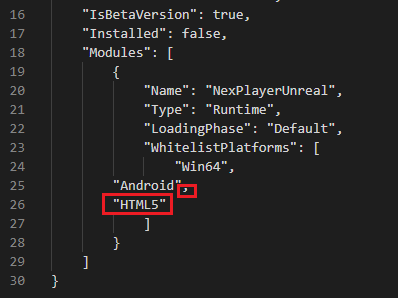 16 "IsBetaVersion": true,
17 "Installed": false,
18 "Modules": [
19 {
20 "Name": "NexPlayerUnreal",
21 "Type": "Runtime",
22 "LoadingPhase": "Default",
23 "WhitelistPlatforms": [
24 "Win64",
25 "Android",
26 "HTML5"
27 ]
28 }
29 ]
30 }